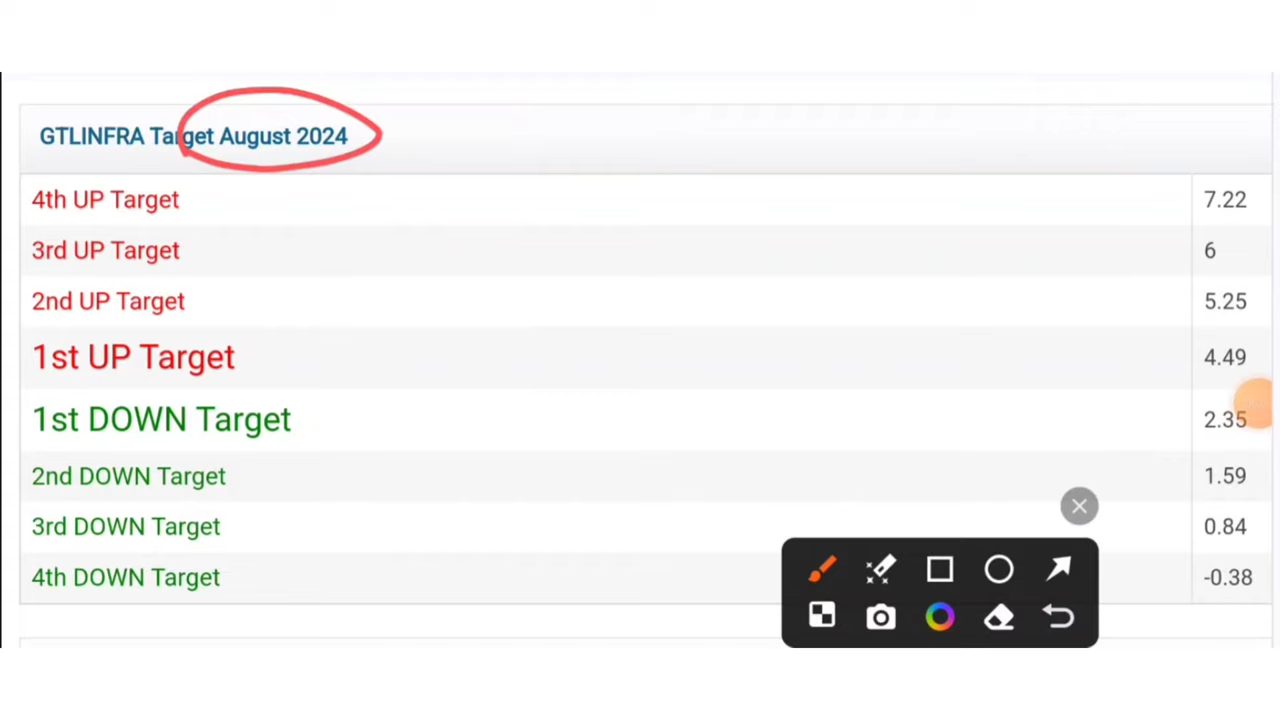 GTLINFRA Target August 2024
4th UP Target 7.22
3rd UP Target 6
2nd UP Target 5.25
1st UP Target 4.49
1st DOWN Target 2.35
2nd DOWN Target 1.59
3rd DOWN Target 0.84
4th DOWN Target -0.38